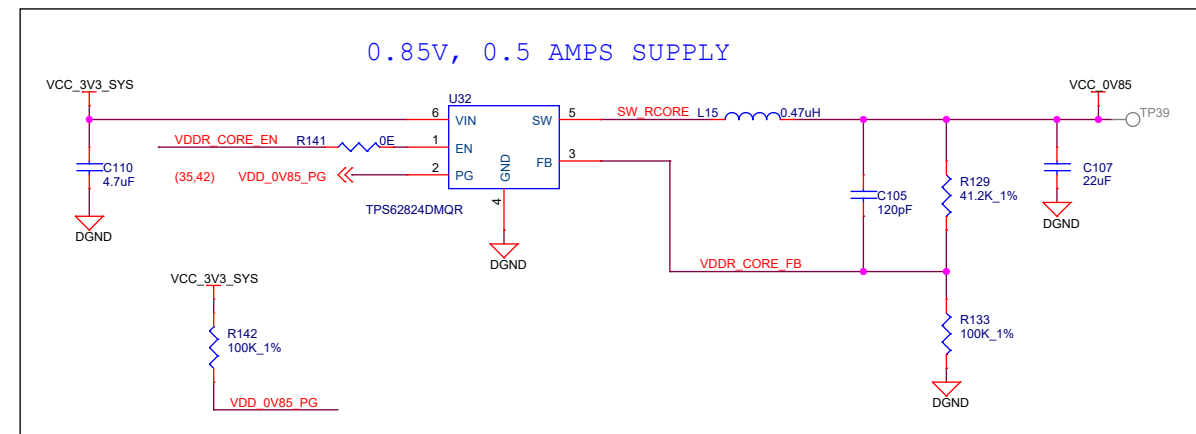 0.85V, 0.5 AMPS SUPPLY
VCC_3V3_SYS
VCC_0V85
U32
6
VIN
SW
5
SW_RCORE
L15
0.47uH
TP39
VDDR_CORE_EN
R141
0E
1
EN
FB
3
C110
4.7uF
(35,42)
VDD_0V85_PG
2
PG
GND
4
TPS62824DMQR
C105
120pF
R129
41.2K_1%
C107
22uF
DGND
DGND
DGND
VDDR_CORE_FB
VCC_3V3_SYS
R142
100K_1%
R133
100K_1%
VDD_0V85_PG
DGND